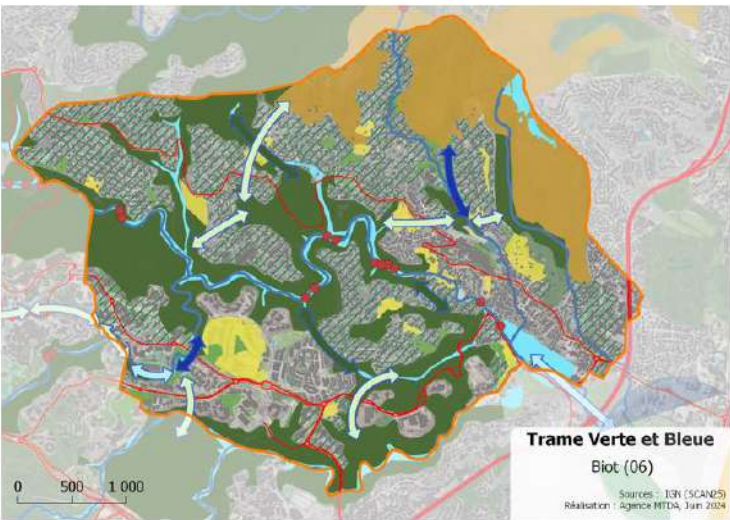 Trame Verte et Bleue
Biot (06)
Sources : IGN (SCAN25)
Réalisation : Agence MTDA, Juin 2024
0 500 1 000